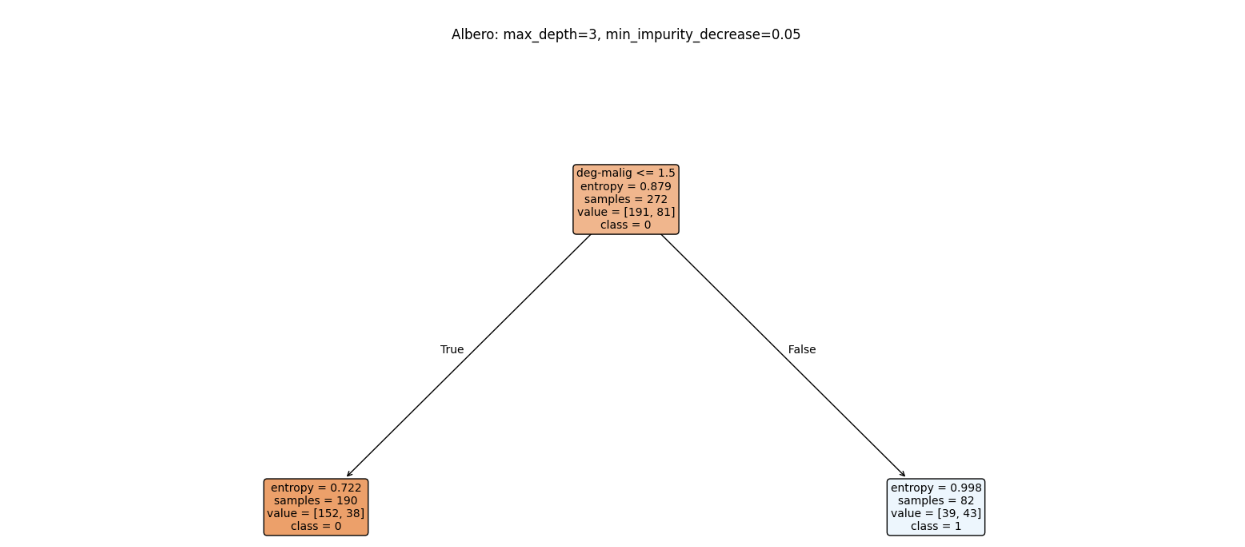 Albero: max_depth=3, min_impurity_decrease=0.05
deg-malig <= 1.5
entropy = 0.879
samples = 272
value = [191, 81]
class = 0
True
False
entropy = 0.722
samples = 190
value = [152, 38]
class = 0
entropy = 0.998
samples = 82
value = [39, 43]
class = 1